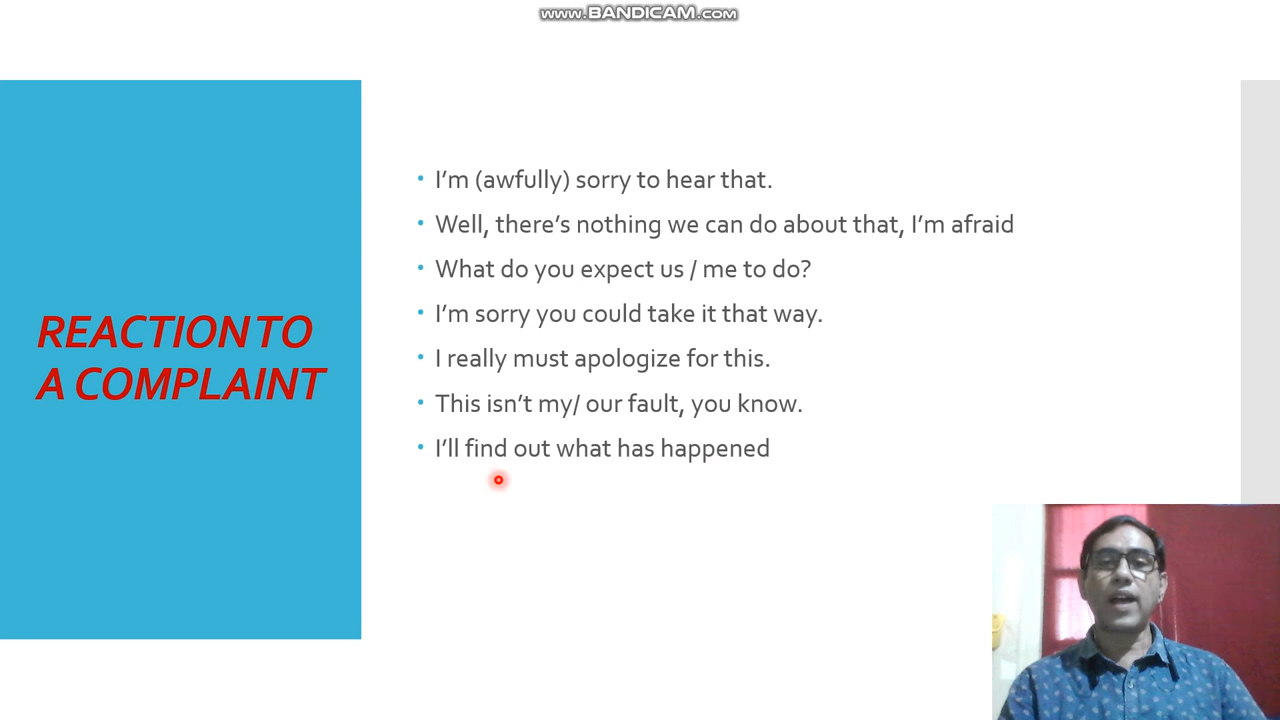 www.BANDICAM.com
REACTION TO
A COMPLAINT
I’m (awfully) sorry to hear that.
Well, there’s nothing we can do about that, I’m afraid
What do you expect us / me to do?
I’m sorry you could take it that way.
I really must apologize for this.
This isn’t my/ our fault, you know.
I’ll find out what has happened